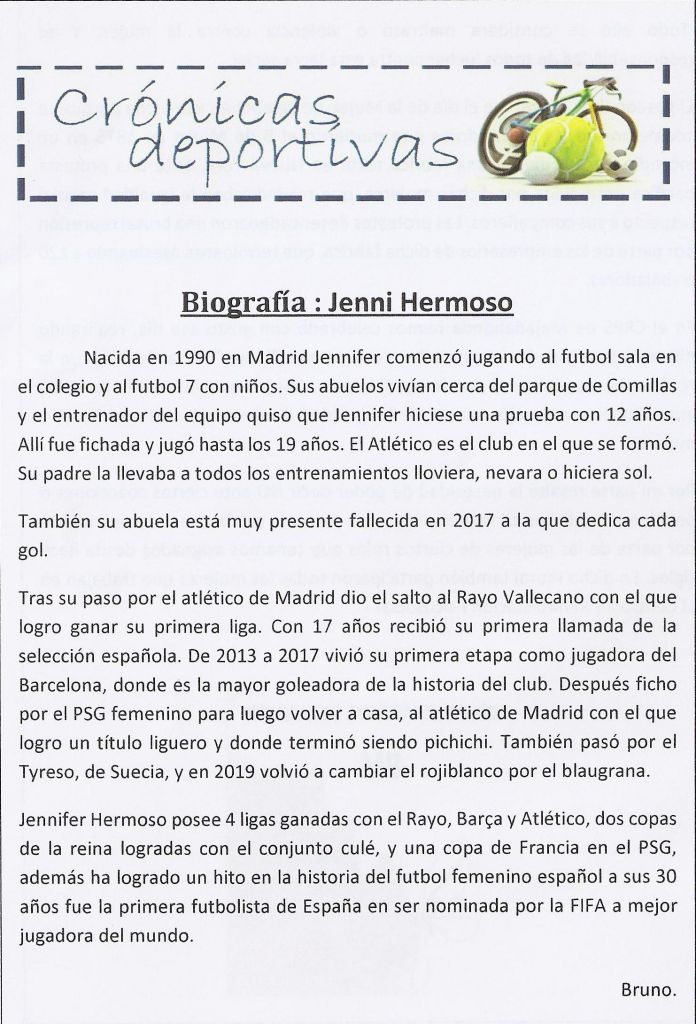 Crónicas
deportivas
Biografía : Jenni Hermoso
Nacida en 1990 en Madrid Jennifer comenzó jugando al futbol sala en
el colegio y al futbol 7 con niños. Sus abuelos vivían cerca del parque de Comillas
y el entrenador del equipo quiso que Jennifer hiciese una prueba con 12 años.
Allí fue fichada y jugó hasta los 19 años. El Atlético es el club en el que se formó.
Su padre la llevaba a todos los entrenamientos lloviera, nevara o hiciera sol.
También su abuela está muy presente fallecida en 2017 a la que dedica cada
gol.
Tras su paso por el atlético de Madrid dio el salto al Rayo Vallecano con el que
logro ganar su primera liga. Con 17 años recibió su primera llamada de la
selección española. De 2013 a 2017 vivió su primera etapa como jugadora del
Barcelona, donde es la mayor goleadora de la historia del club. Después ficho
por el PSG femenino para luego volver a casa, al atlético de Madrid con el que
logro un título liguero y donde terminó siendo pichichi. También pasó por el
Tyreso, de Suecia, y en 2019 volvió a cambiar el rojiblanco por el blaugrana.
Jennifer Hermoso posee 4 ligas ganadas con el Rayo, Barça y Atlético, dos copas
de la reina logradas con el conjunto culé, y una copa de Francia en el PSG,
además ha logrado un hito en la historia del futbol femenino español a sus 30
años fue la primera futbolista de España en ser nominada por la FIFA a mejor
jugadora del mundo.
Bruno.